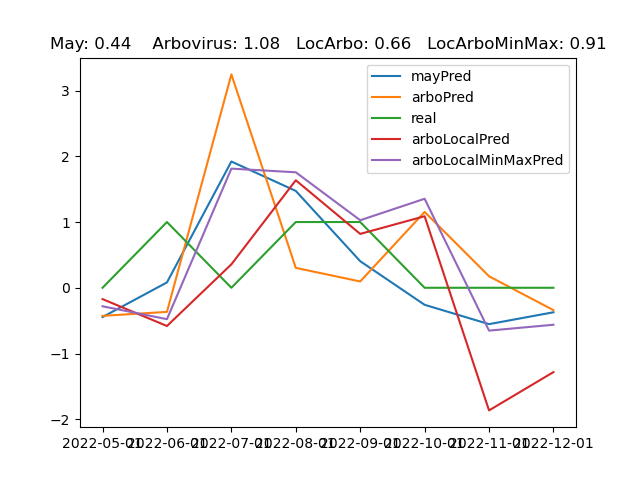 May: 0.44    Arbovirus: 1.08   LocArbo: 0.66   LocArboMinMax: 0.91
mayPred
arboPred
real
arboLocalPred
arboLocalMinMaxPred
3
2
1
0
−1
−2
2022-05-01 2022-06-01 2022-07-01 2022-08-01 2022-09-01 2022-10-01 2022-11-01 2022-12-01